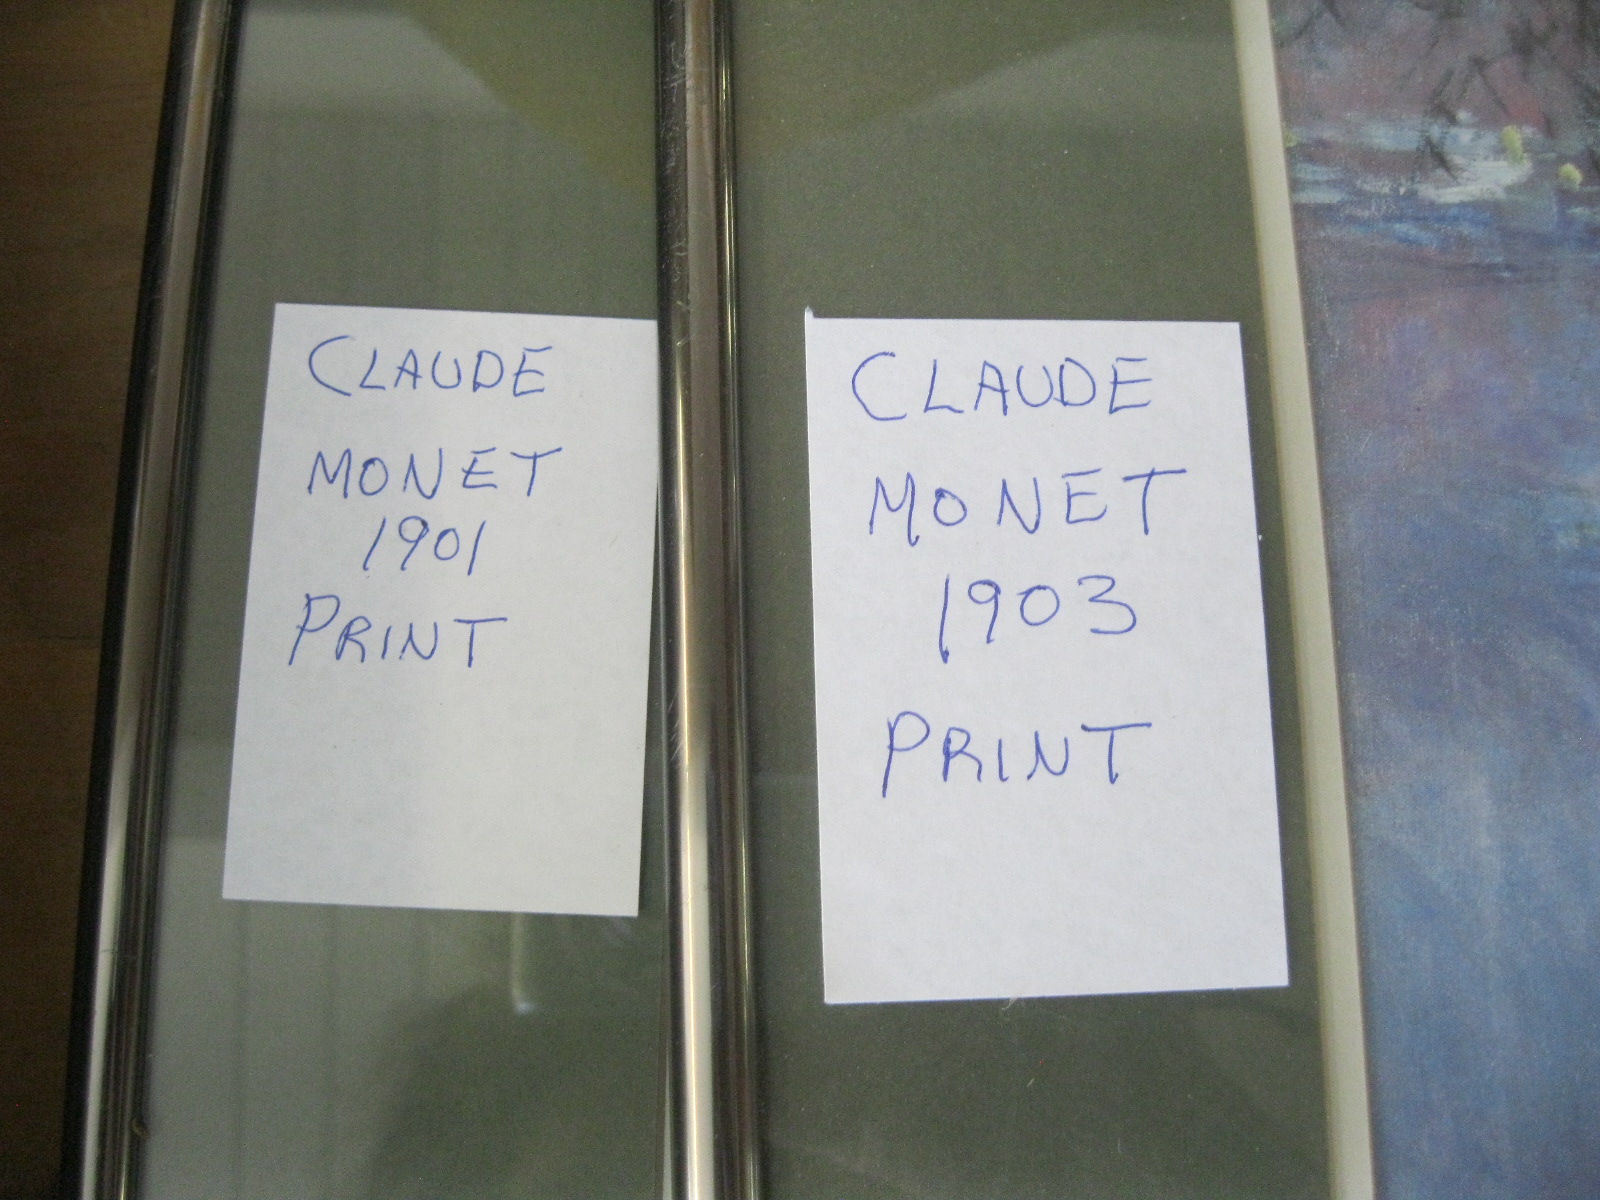 CLAUDE
MONET
1901
PRINT
CLAUDE
MONET
1903
PRINT